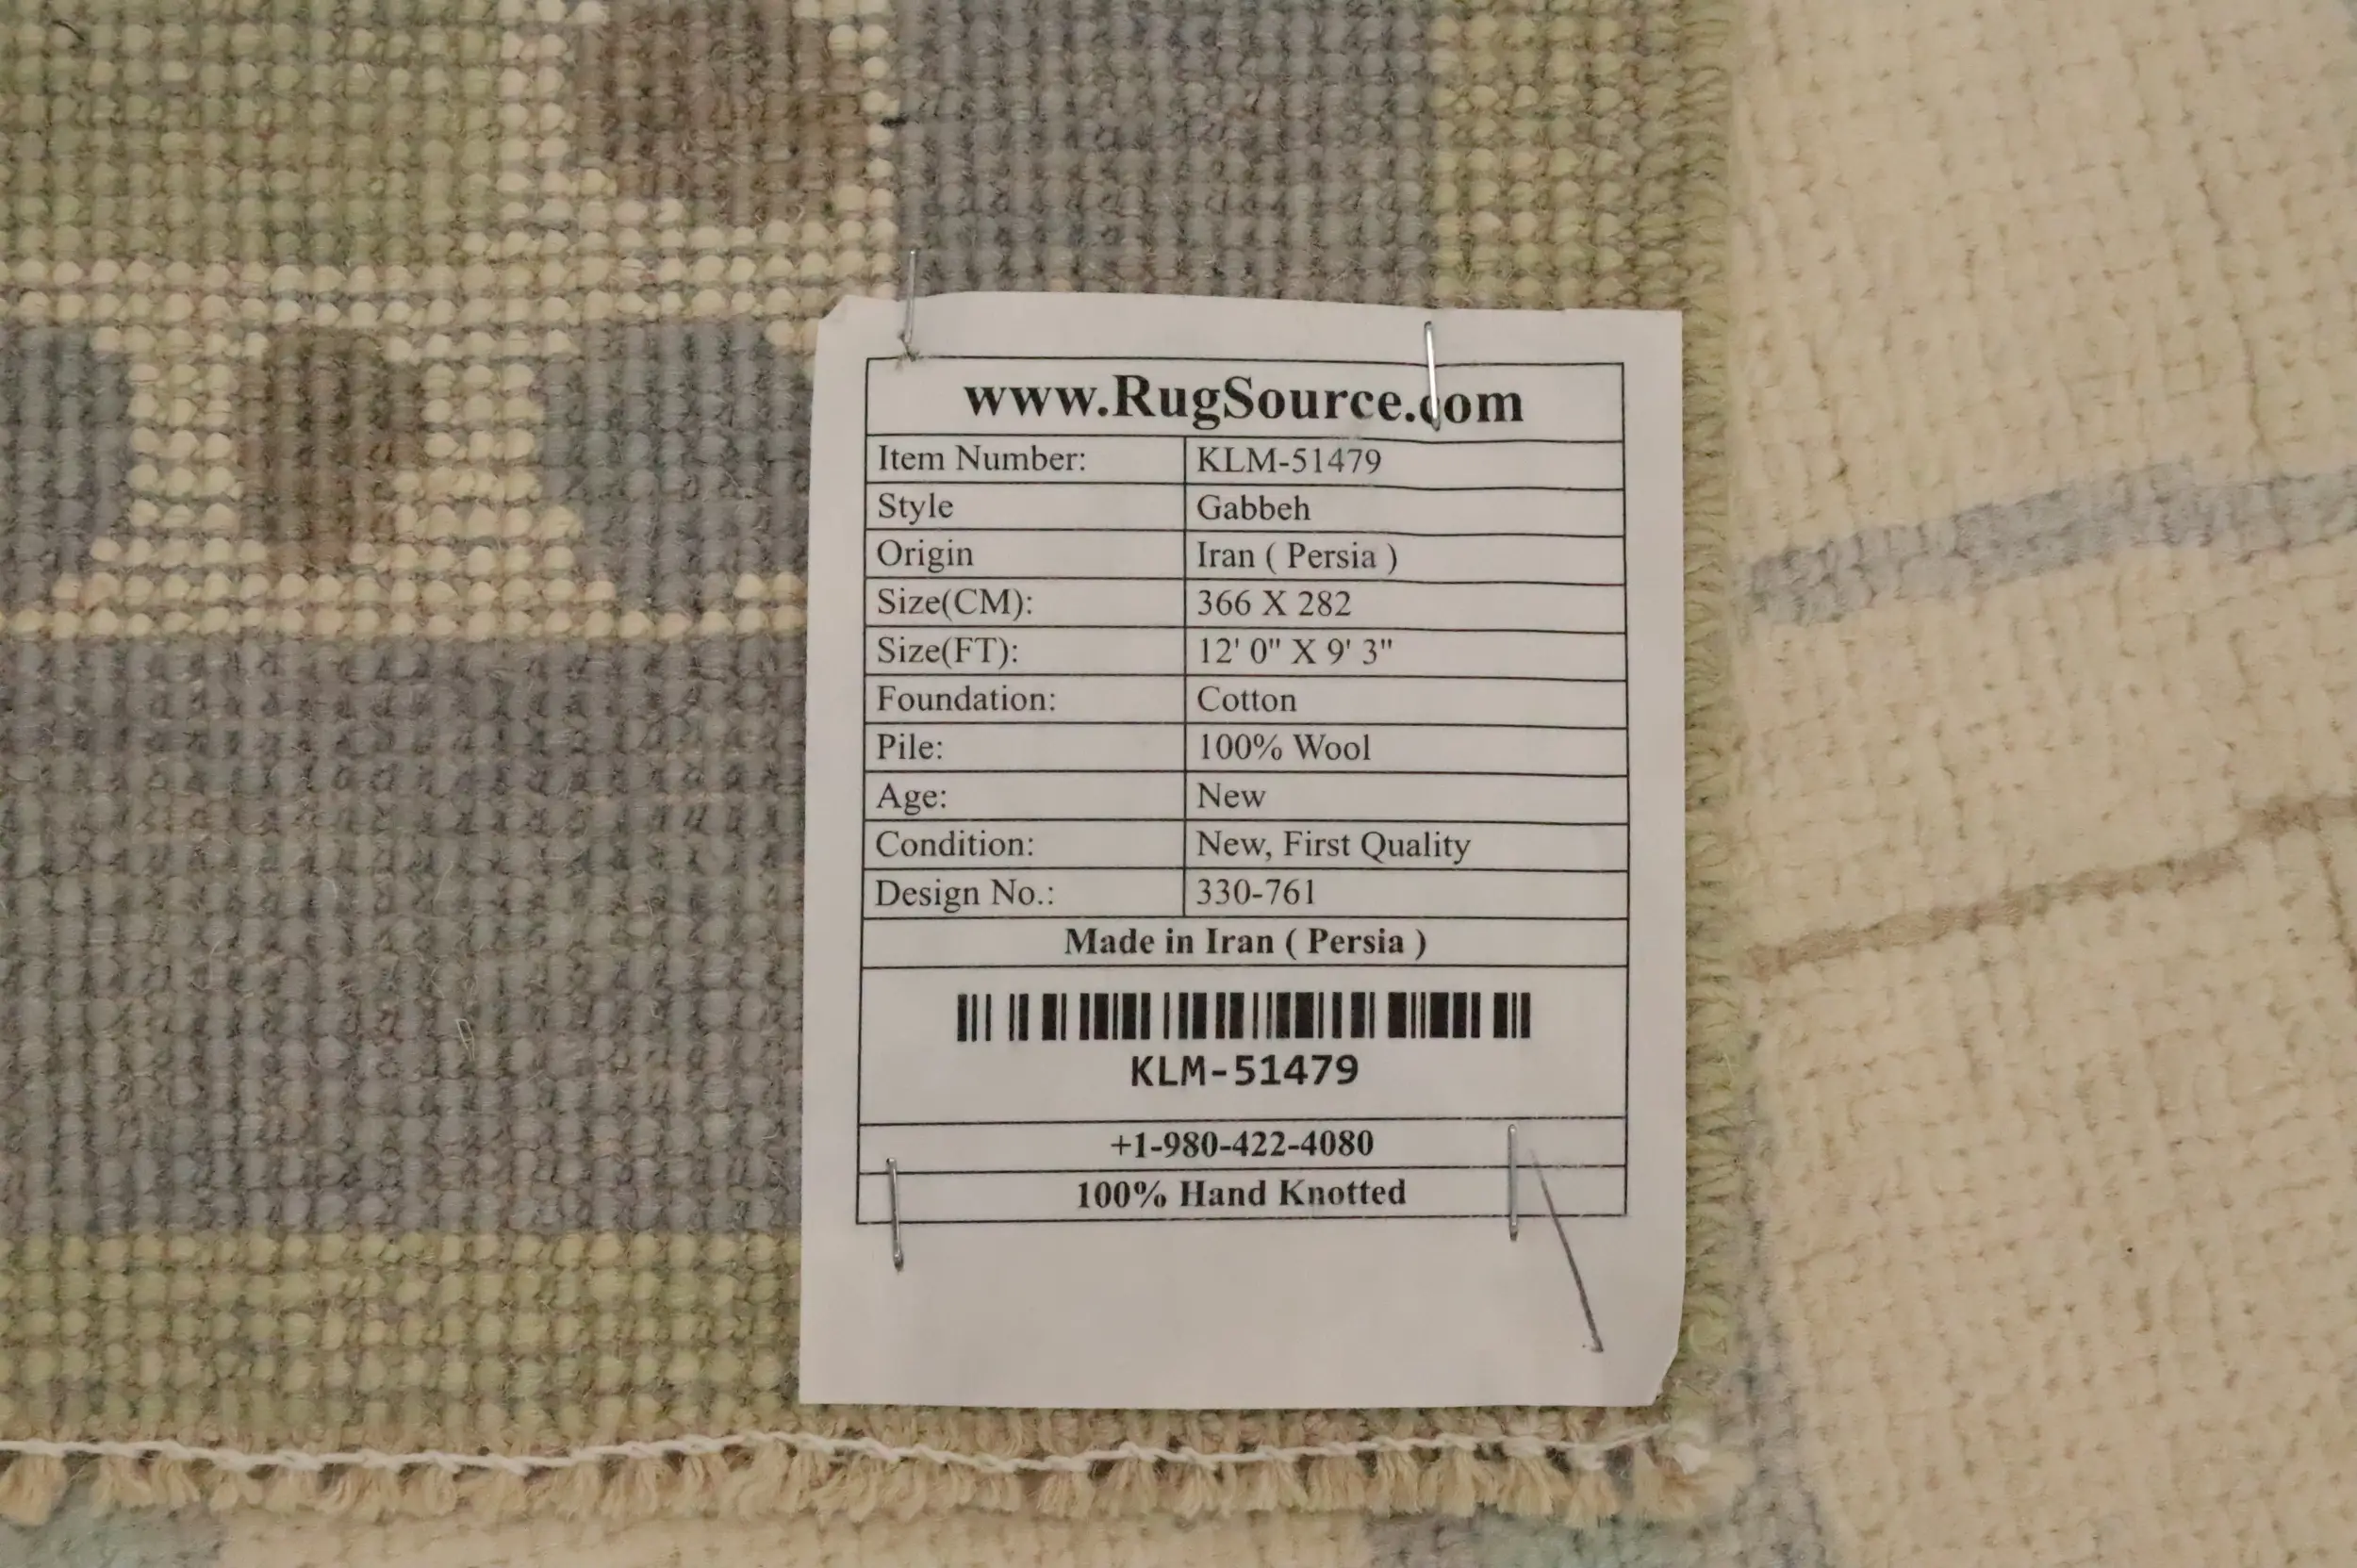 www.RugSource.com
Item Number: KLM-51479
Style Gabbeh
Origin Iran ( Persia )
Size(CM): 366 X 282
Size(FT): 12' 0" X 9' 3"
Foundation: Cotton
Pile: 100% Wool
Age: New
Condition: New, First Quality
Design No.: 330-761
Made in Iran ( Persia )
KLM-51479
+1-980-422-4080
100% Hand Knotted